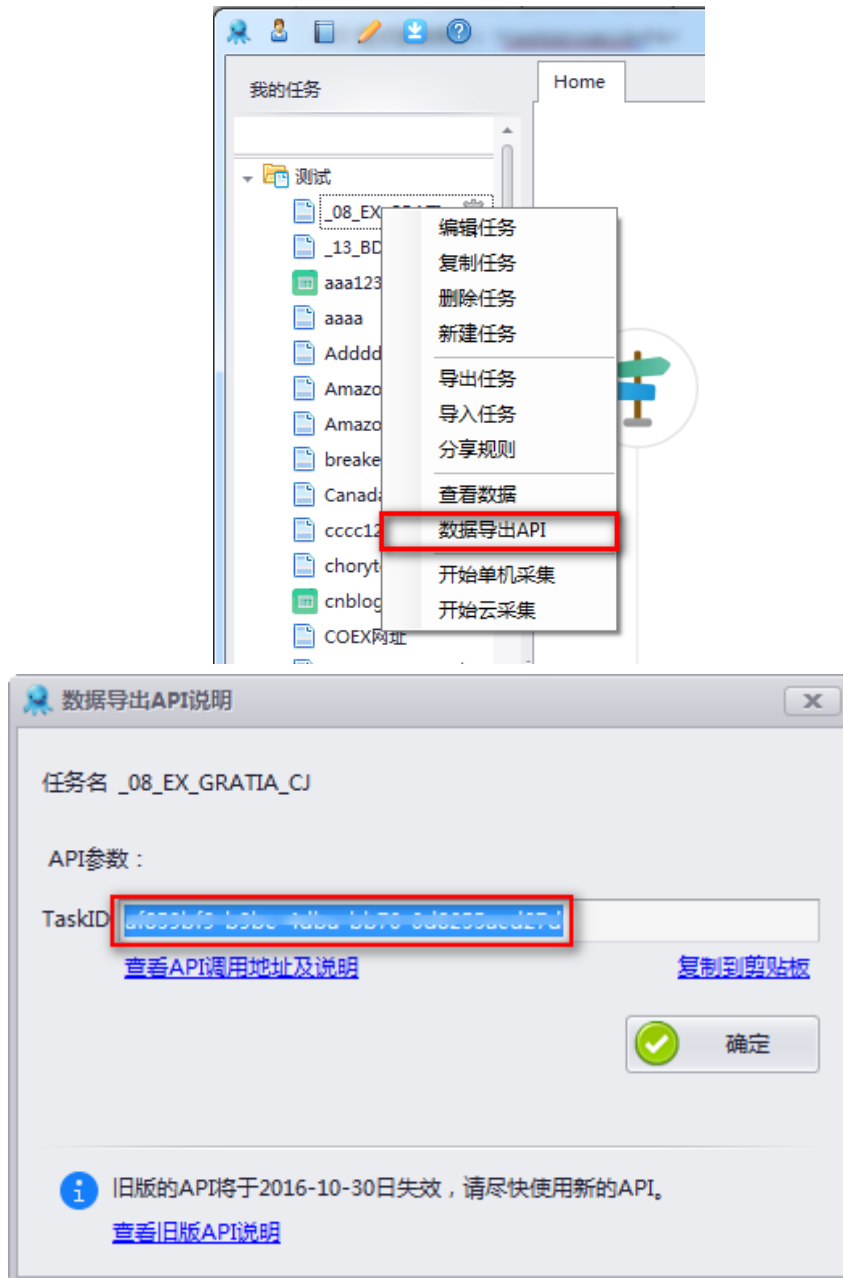 我的任务
Home
测试
_08_EX
编辑任务
_13_BD
复制任务
aaa123
删除任务
aaaa
新建任务
Adddd
导出任务
Amazo
导入任务
Amazo
分享规则
breake
查看数据
Canada
数据导出API
cccc12
开始单机采集
choryt
开始云采集
cnblog
COEX网址
数据导出API说明
任务名 _08_EX_GRATIA_CJ
API参数：
TaskID
查看API调用地址及说明
复制到剪贴板
确定
旧版的API将于2016-10-30日失效，请尽快使用新的API。
查看旧版API说明